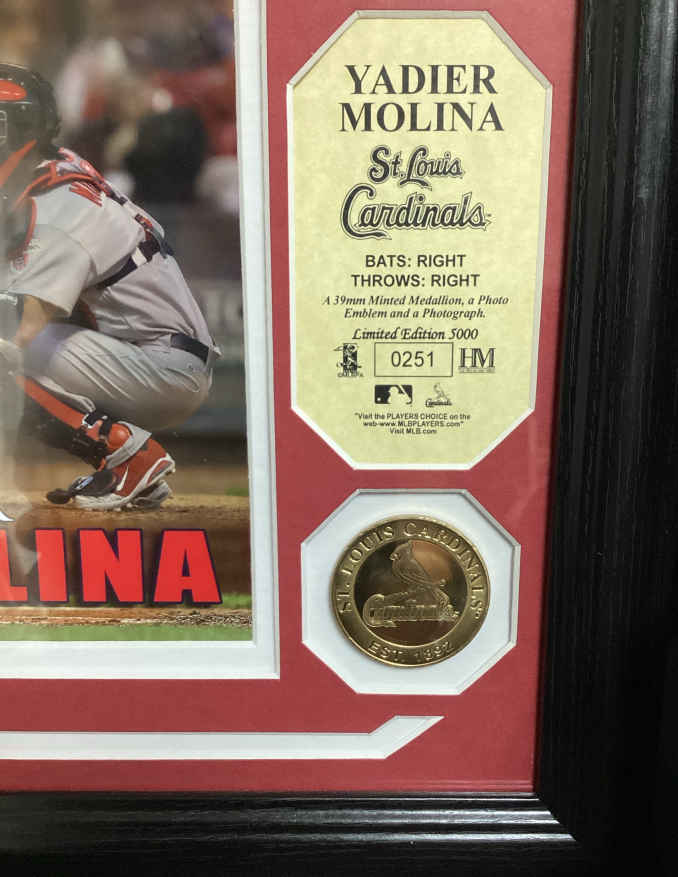 YADIER
MOLINA
St. Louis
Cardinals
BATS: RIGHT
THROWS: RIGHT
A 39mm Minted Medallion, a Photo
Emblem and a Photograph.
Limited Edition 5000
0251
HM
Cardinals
"Visit the PLAYERS CHOICE on the
web-www.MLBPLAYERS.com"
Visit MLB.com
LINA
ST. LOUIS CARDINALS
Cardinals
EST. 1892